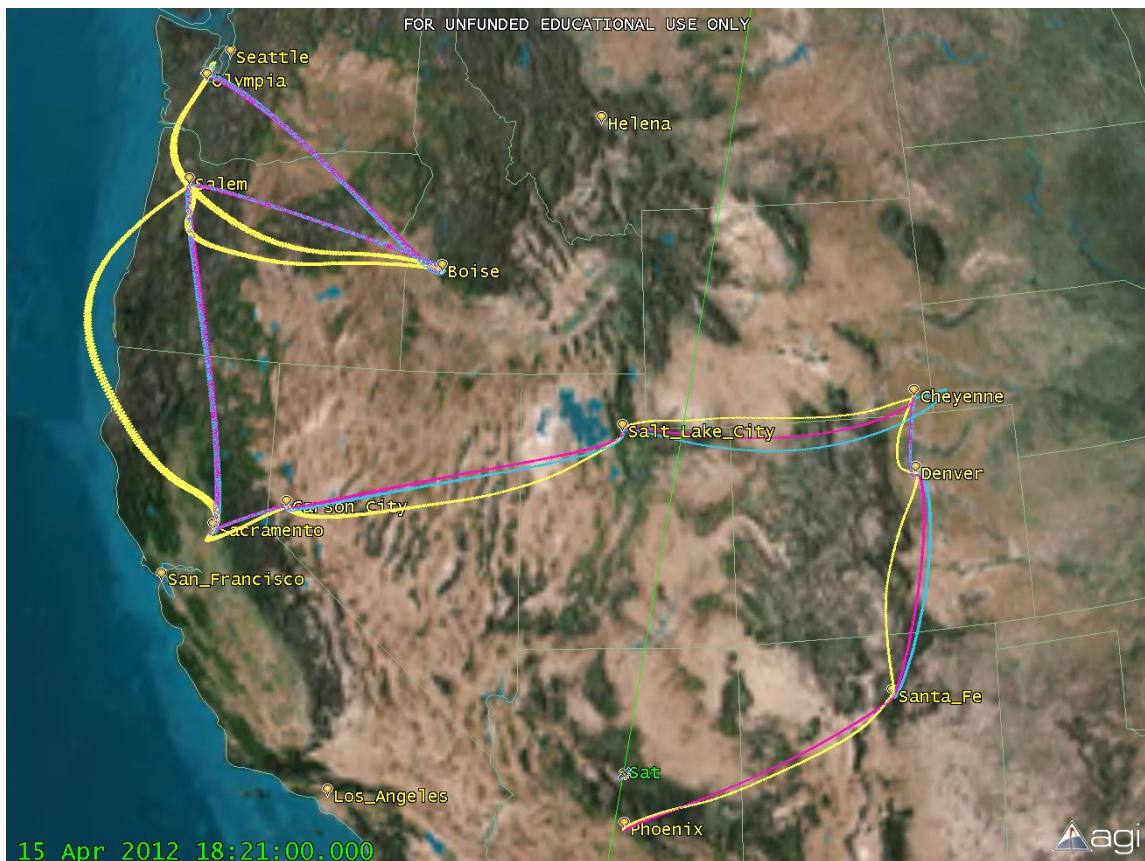 FOR UNFUNDED EDUCATIONAL USE ONLY
Seattle
Olympia
Helena
Salem
Boise
Cheyenne
Salt_Lake_City
Denver
Carson_City
Sacramento
San_Francisco
Santa_Fe
Sat
Los_Angeles
Phoenix
15 Apr 2012 18:21:00.000
agi